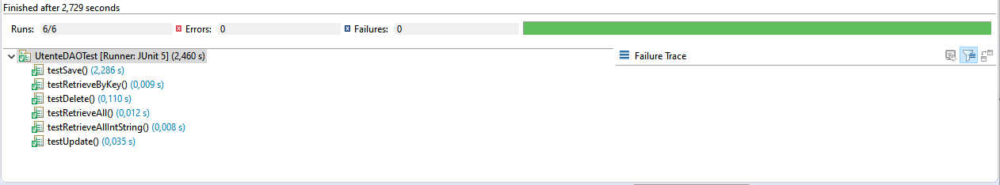 Finished after 2,729 seconds
Runs: 6/6 Errors: 0 Failures: 0
UtenteDAOTest [Runner: JUnit 5] (2,460 s)
Failure Trace
testSave() (2,286 s)
testRetrieveByKey() (0,009 s)
testDelete() (0,110 s)
testRetrieveAll() (0,012 s)
testRetrieveAllIntString() (0,008 s)
testUpdate() (0,035 s)